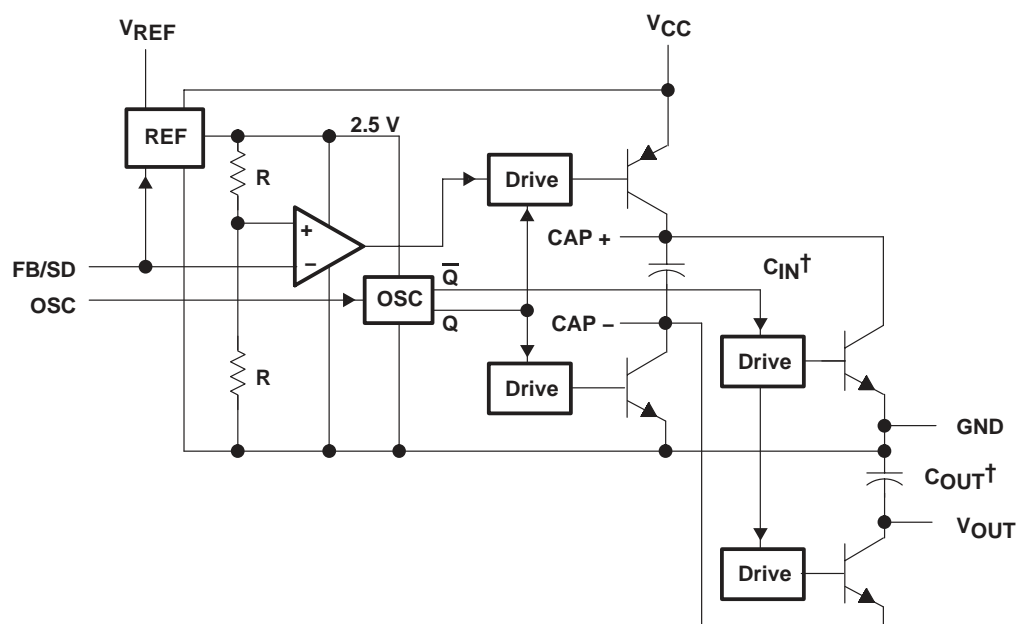 VREF
VCC
REF
2.5 V
R
Drive
+
CAP +
CIN†
FB/SD
−
Q̅
OSC
OSC
Q
CAP −
Drive
R
Drive
GND
COUT†
VOUT
Drive